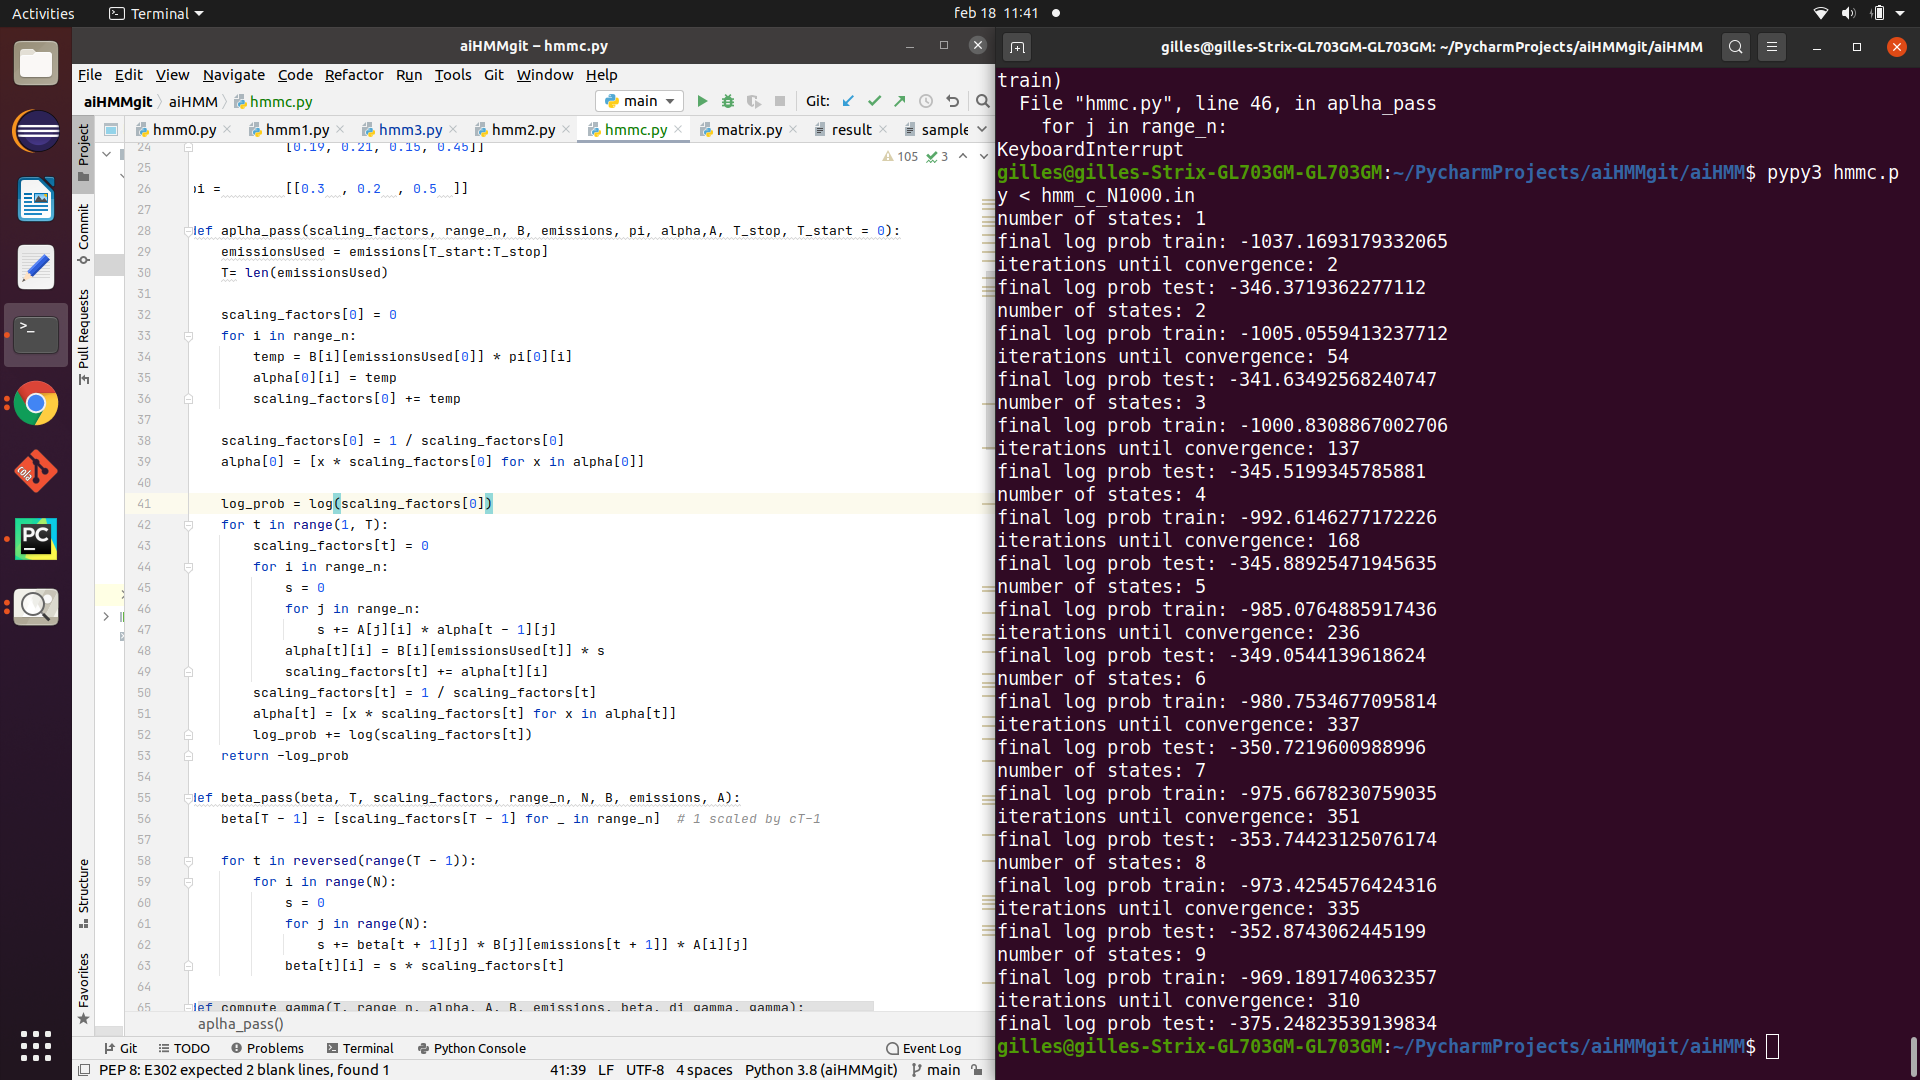 Activities Terminal feb 18 11:41
aiHMMgit – hmmc.py
File Edit View Navigate Code Refactor Run Tools Git Window Help
aiHMMgit aiHMM hmmc.py main Git:
hmm0.py hmm1.py hmm3.py hmm2.py hmmc.py matrix.py result sample
Project
Commit
Pull Requests
Structure
Favorites
105 3
24 [0.19, 0.21, 0.15, 0.45]]
25
26 pi = [[0.3 , 0.2 , 0.5 ]]
27
28 def aplha_pass(scaling_factors, range_n, B, emissions, pi, alpha,A, T_stop, T_start = 0):
29 emissionsUsed = emissions[T_start:T_stop]
30 T= len(emissionsUsed)
31
32 scaling_factors[0] = 0
33 for i in range_n:
34 temp = B[i][emissionsUsed[0]] * pi[0][i]
35 alpha[0][i] = temp
36 scaling_factors[0] += temp
37
38 scaling_factors[0] = 1 / scaling_factors[0]
39 alpha[0] = [x * scaling_factors[0] for x in alpha[0]]
40
41 log_prob = log(scaling_factors[0])
42 for t in range(1, T):
43 scaling_factors[t] = 0
44 for i in range_n:
45 s = 0
46 for j in range_n:
47 s += A[j][i] * alpha[t - 1][j]
48 alpha[t][i] = B[i][emissionsUsed[t]] * s
49 scaling_factors[t] += alpha[t][i]
50 scaling_factors[t] = 1 / scaling_factors[t]
51 alpha[t] = [x * scaling_factors[t] for x in alpha[t]]
52 log_prob += log(scaling_factors[t])
53 return -log_prob
54
55 def beta_pass(beta, T, scaling_factors, range_n, N, B, emissions, A):
56 beta[T - 1] = [scaling_factors[T - 1] for _ in range_n] # 1 scaled by cT-1
57
58 for t in reversed(range(T - 1)):
59 for i in range(N):
60 s = 0
61 for j in range(N):
62 s += beta[t + 1][j] * B[j][emissions[t + 1]] * A[i][j]
63 beta[t][i] = s * scaling_factors[t]
64
65 def compute_gamma(T, range_n, alpha, A, B, emissions, beta, di_gamma, gamma):
aplha_pass()
Git TODO Problems Terminal Python Console Event Log
PEP 8: E302 expected 2 blank lines, found 1 41:39 LF UTF-8 4 spaces Python 3.8 (aiHMMgit) main
gilles@gilles-Strix-GL703GM-GL703GM: ~/PycharmProjects/aiHMMgit/aiHMM
train)
File "hmmc.py", line 46, in aplha_pass
for j in range_n:
KeyboardInterrupt
gilles@gilles-Strix-GL703GM-GL703GM:~/PycharmProjects/aiHMMgit/aiHMM$ pypy3 hmmc.p
y < hmm_c_N1000.in
number of states: 1
final log prob train: -1037.1693179332065
iterations until convergence: 2
final log prob test: -346.3719362277112
number of states: 2
final log prob train: -1005.0559413237712
iterations until convergence: 54
final log prob test: -341.63492568240747
number of states: 3
final log prob train: -1000.8308867002706
iterations until convergence: 137
final log prob test: -345.5199345785881
number of states: 4
final log prob train: -992.6146277172226
iterations until convergence: 168
final log prob test: -345.88925471945635
number of states: 5
final log prob train: -985.0764885917436
iterations until convergence: 236
final log prob test: -349.0544139618624
number of states: 6
final log prob train: -980.7534677095814
iterations until convergence: 337
final log prob test: -350.7219600988996
number of states: 7
final log prob train: -975.6678230759035
iterations until convergence: 351
final log prob test: -353.74423125076174
number of states: 8
final log prob train: -973.4254576424316
iterations until convergence: 335
final log prob test: -352.8743062445199
number of states: 9
final log prob train: -969.1891740632357
iterations until convergence: 310
final log prob test: -375.24823539139834
gilles@gilles-Strix-GL703GM-GL703GM:~/PycharmProjects/aiHMMgit/aiHMM$